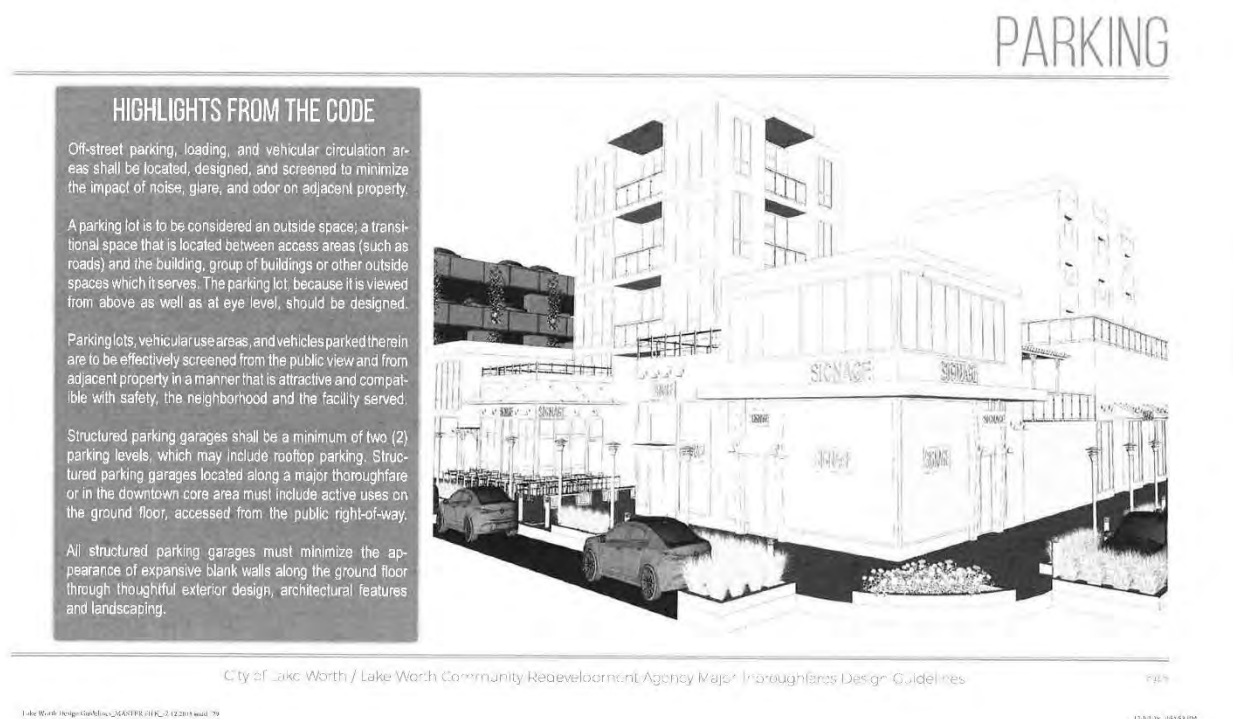 PARKING
HIGHLIGHTS FROM THE CODE
Off-street parking, loading, and vehicular circulation ar-
eas shall be located, designed, and screened to minimize
the impact of noise, glare, and odor on adjacent property.
A parking lot is to be considered an outside space; a transi-
tional space that is located between access areas (such as
roads) and the building, group of buildings or other outside
spaces which it serves. The parking lot, because it is viewed
from above as well as at eye level, should be designed.
Parking lots, vehicular use areas, and vehicles parked therein
are to be effectively screened from the public view and from
adjacent property in a manner that is attractive and compat-
ible with safety, the neighborhood and the facility served.
Structured parking garages shall be a minimum of two (2)
parking levels, which may include rooftop parking. Struc-
tured parking garages located along a major thoroughfare
or in the downtown core area must include active uses on
the ground floor, accessed from the public right-of-way.
All structured parking garages must minimize the ap-
pearance of expansive blank walls along the ground floor
through thoughtful exterior design, architectural features
and landscaping.
SIGNAGE
SIGNAGE
SIGNAGE
City of Lake Worth / Lake Worth Community Redevelopment Agency Major Thoroughfares Design Guidelines